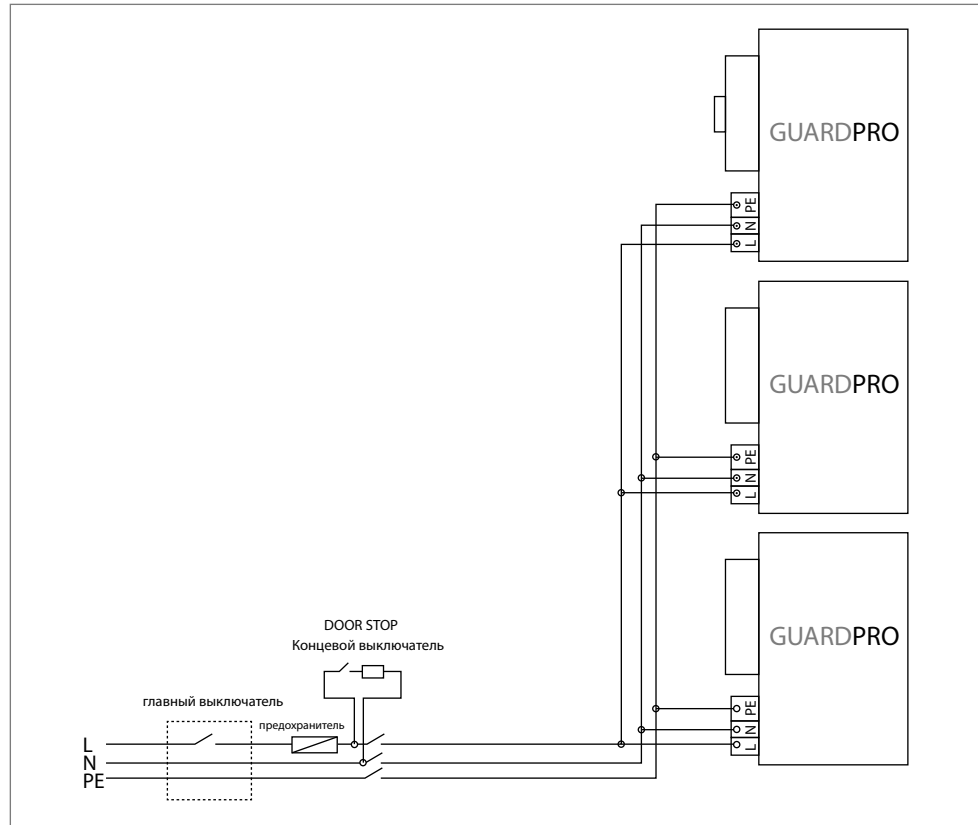 GUARDPRO
PE
N
L
GUARDPRO
PE
N
L
GUARDPRO
PE
N
L
DOOR STOP
Концевой выключатель
главный выключатель
предохранитель
L
N
PE